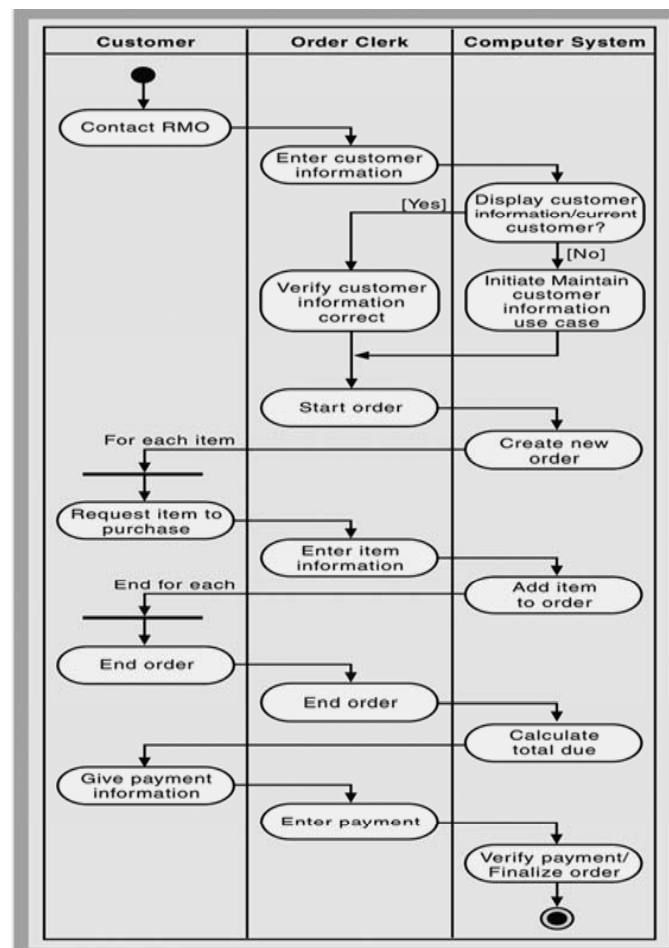 Customer
Order Clerk
Computer System
Contact RMO
Enter customer
information
Display customer
information/current
customer?
[Yes]
[No]
Verify customer
information
correct
Initiate Maintain
customer
information
use case
Start order
Create new
order
For each item
Request item to
purchase
Enter item
information
Add item
to order
End for each
End order
End order
Calculate
total due
Give payment
information
Enter payment
Verify payment/
Finalize order